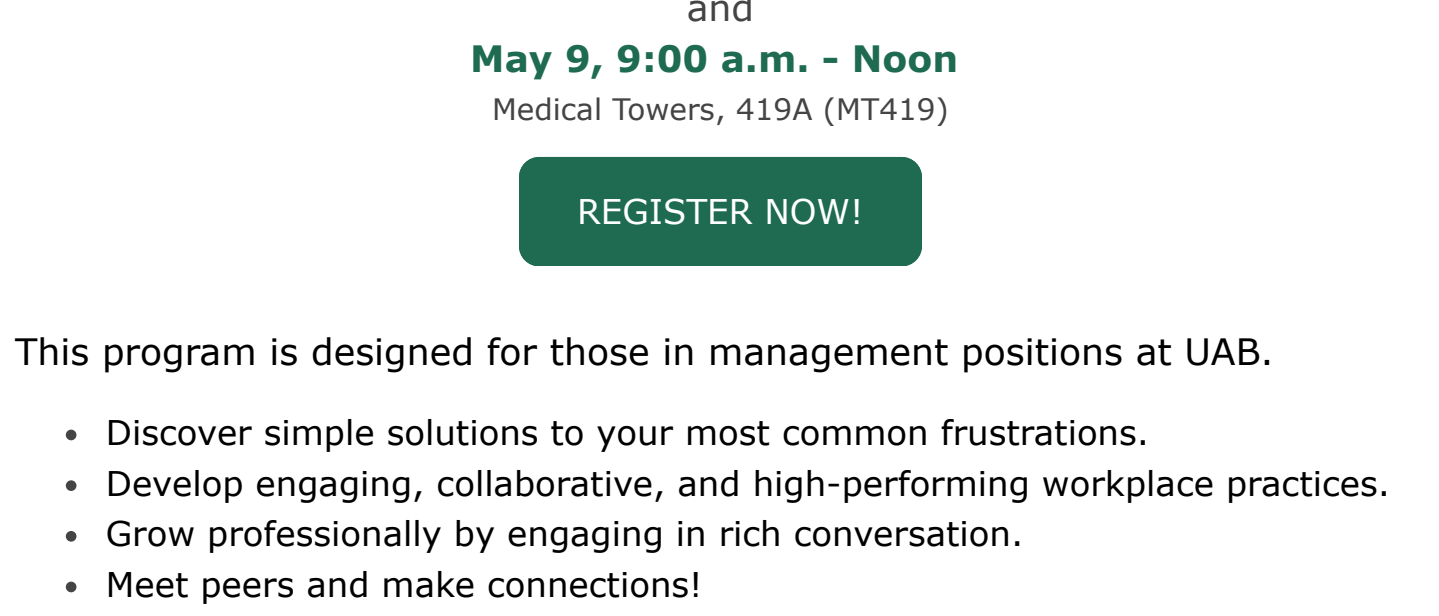 and
May 9, 9:00 a.m. - Noon
Medical Towers, 419A (MT419)
REGISTER NOW!
This program is designed for those in management positions at UAB.
• Discover simple solutions to your most common frustrations.
• Develop engaging, collaborative, and high-performing workplace practices.
• Grow professionally by engaging in rich conversation.
• Meet peers and make connections!